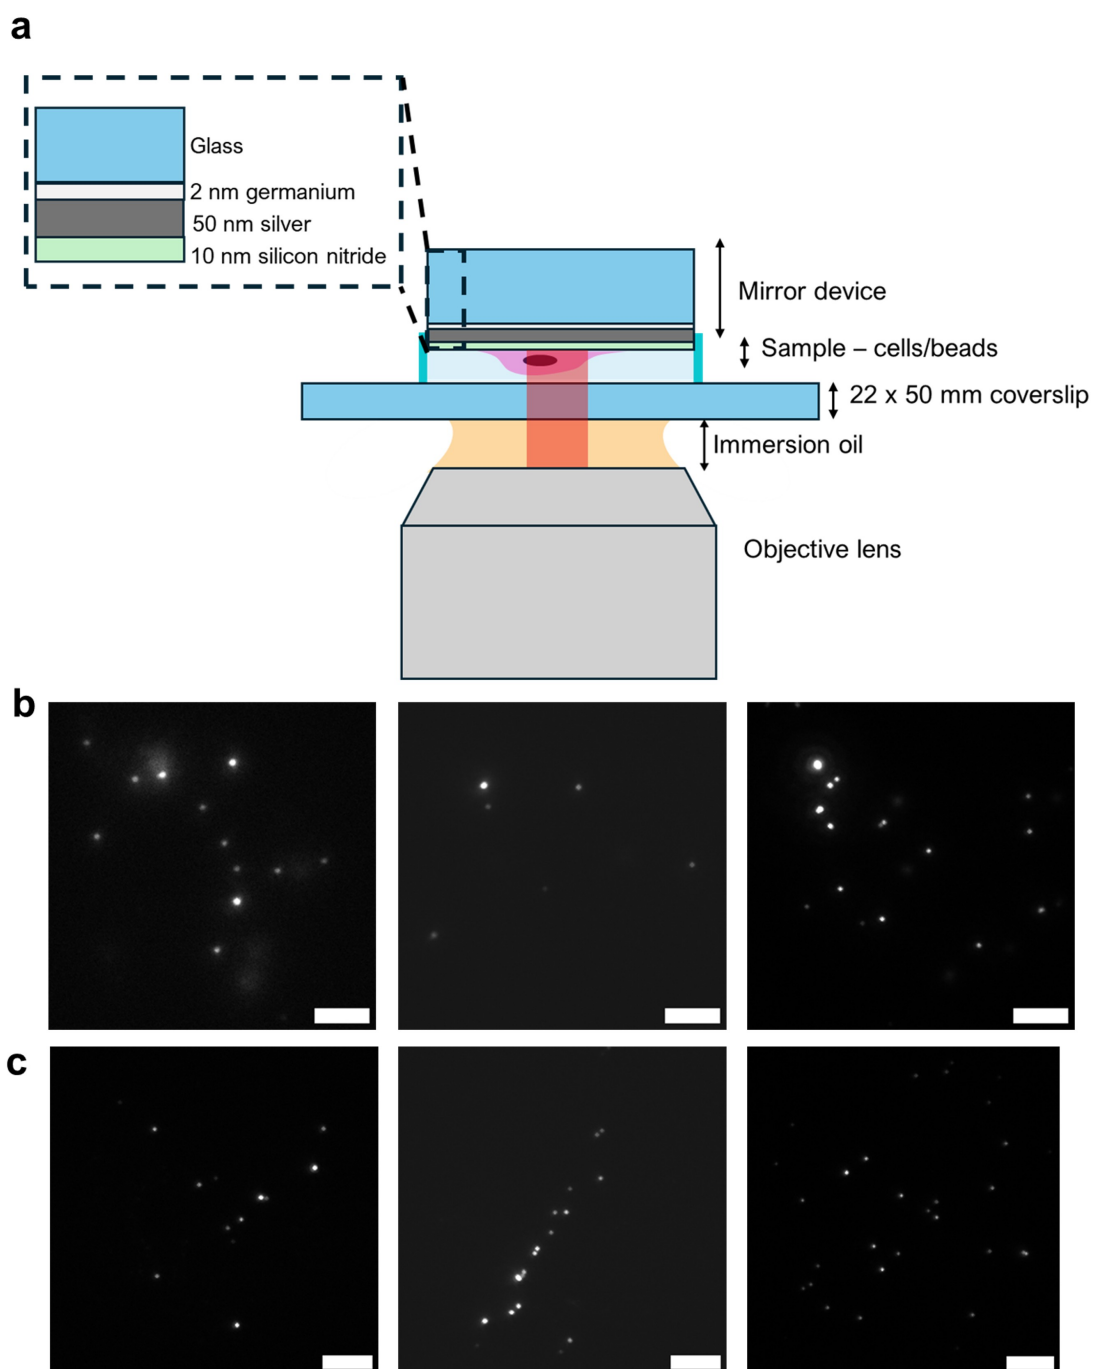 a
Glass
2 nm germanium
50 nm silver
10 nm silicon nitride
Mirror device
Sample – cells/beads
22 x 50 mm coverslip
Immersion oil
Objective lens
b
c